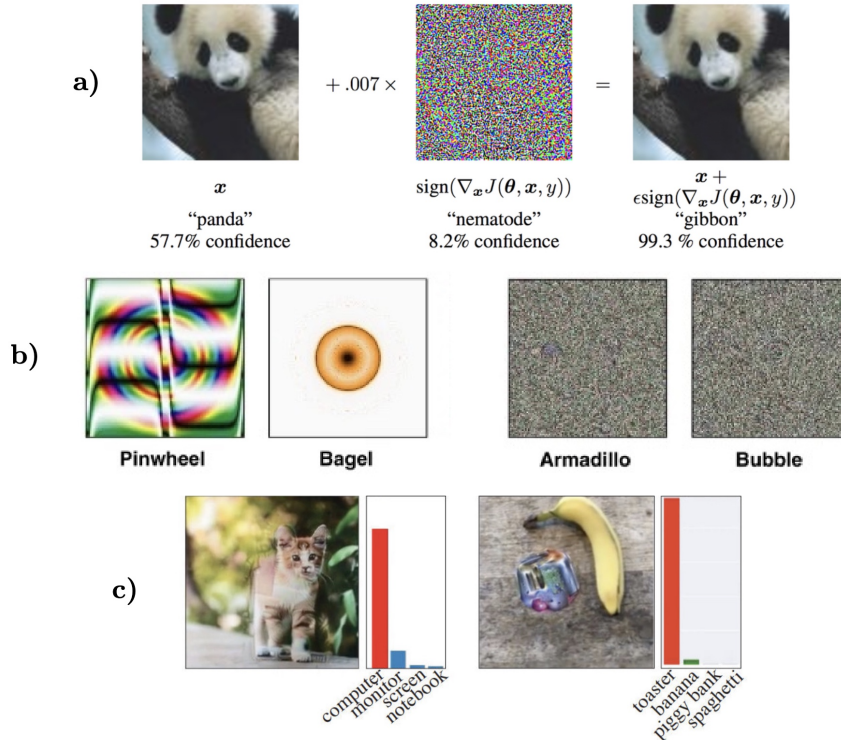 a)
+ .007 ×
=
x
sign(∇ₓJ(θ, x, y))
x +
ϵsign(∇ₓJ(θ, x, y))
“panda”
“nematode”
“gibbon”
57.7% confidence
8.2% confidence
99.3 % confidence
b)
Pinwheel
Bagel
Armadillo
Bubble
c)
computer
monitor
screen
notebook
toaster
banana
piggy bank
spaghetti